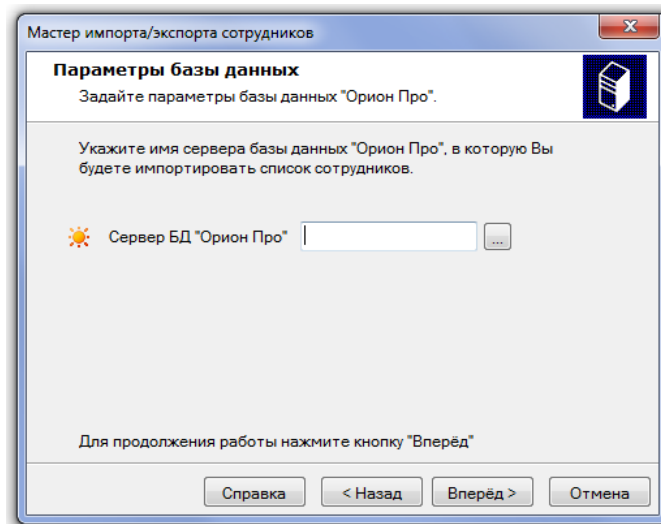 Мастер импорта/экспорта сотрудников
Параметры базы данных
Задайте параметры базы данных "Орион Про".
Укажите имя сервера базы данных "Орион Про", в которую Вы
будете импортировать список сотрудников.
Сервер БД "Орион Про" ...
Для продолжения работы нажмите кнопку "Вперёд"
Справка < Назад Вперёд > Отмена